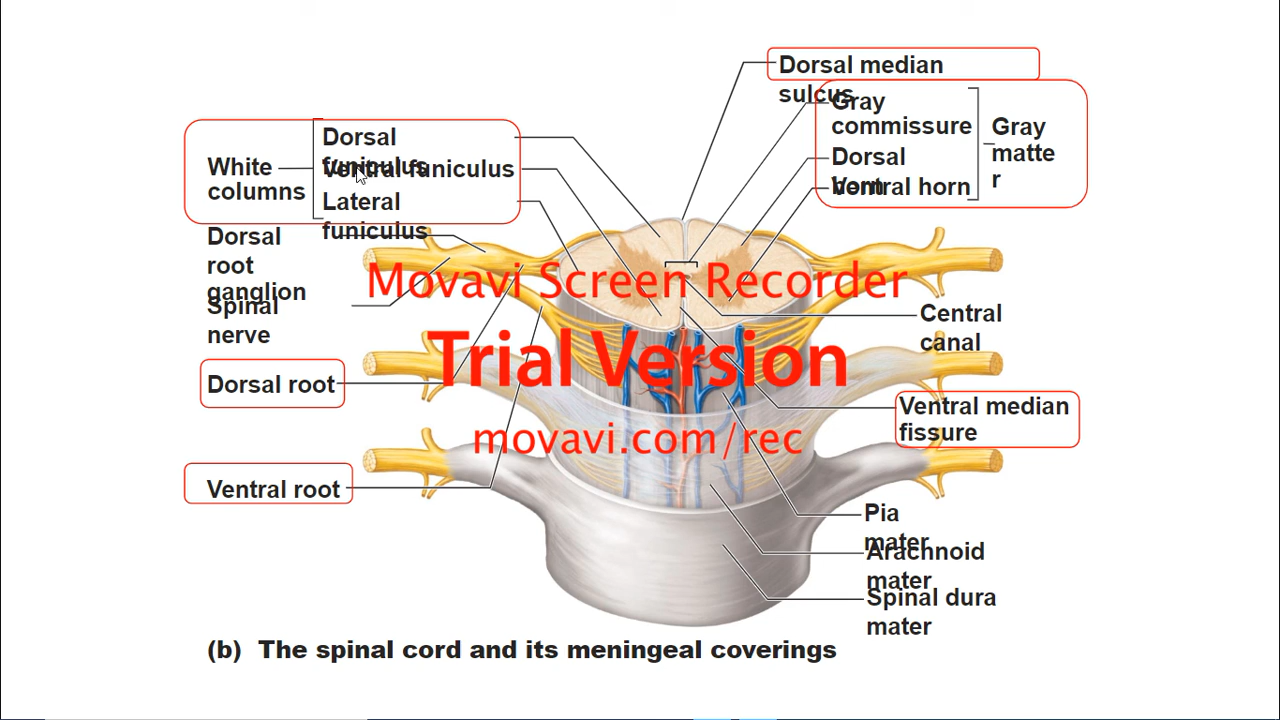 Dorsal median
sulcus
Gray
commissure
Dorsal
horn
Ventral horn
Gray
matte
r
White
columns
Dorsal
funiculus
Ventral funiculus
Lateral
funiculus
Dorsal
root
ganglion
Spinal
nerve
Dorsal root
Ventral root
Central
canal
Ventral median
fissure
Pia
mater
Arachnoid
mater
Spinal dura
mater
Movavi Screen Recorder
Trial Version
movavi.com/rec
(b) The spinal cord and its meningeal coverings